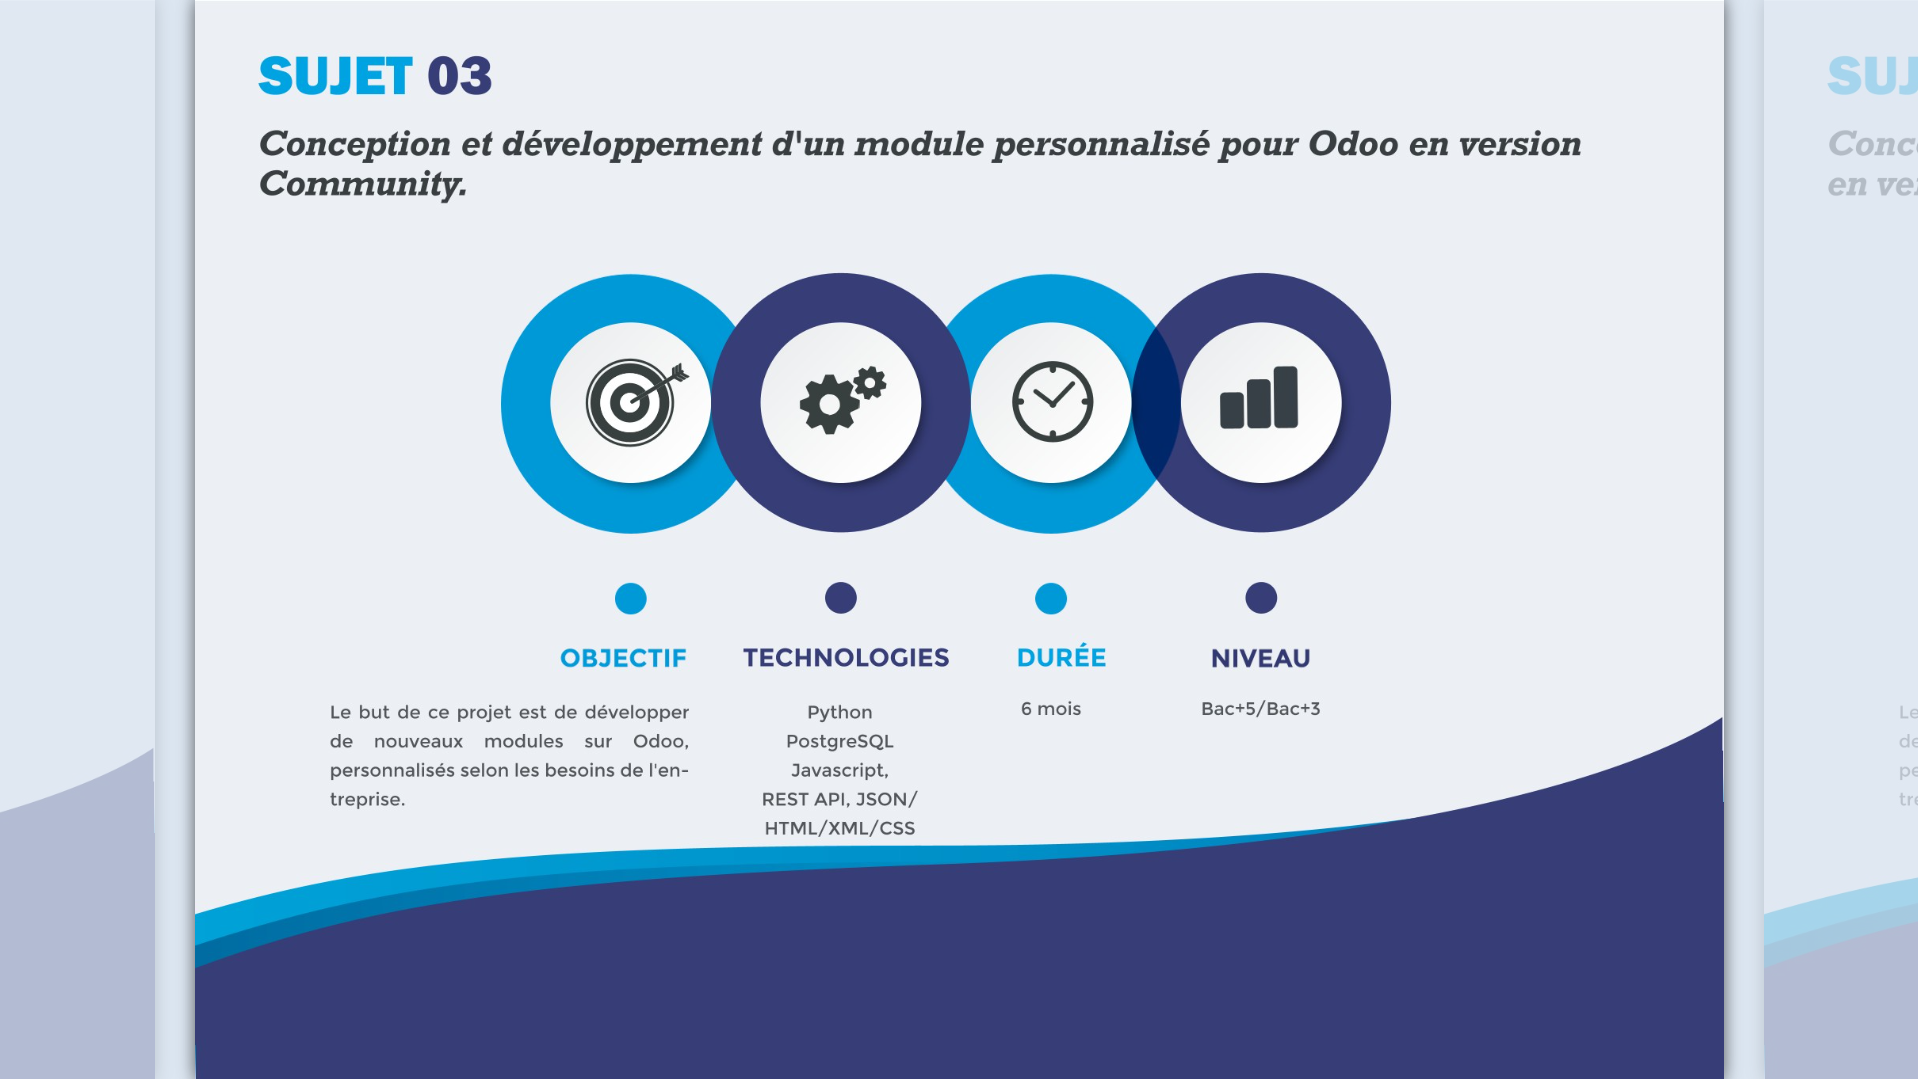 SUJET 03
Conception et développement d'un module personnalisé pour Odoo en version
Community.
OBJECTIF
Le but de ce projet est de développer
de nouveaux modules sur Odoo,
personnalisés selon les besoins de l'en-
treprise.
TECHNOLOGIES
Python
PostgreSQL
Javascript,
REST API, JSON/
HTML/XML/CSS
DURÉE
6 mois
NIVEAU
Bac+5/Bac+3
SUJ
Conc
en ve
Le
de
pe
tre